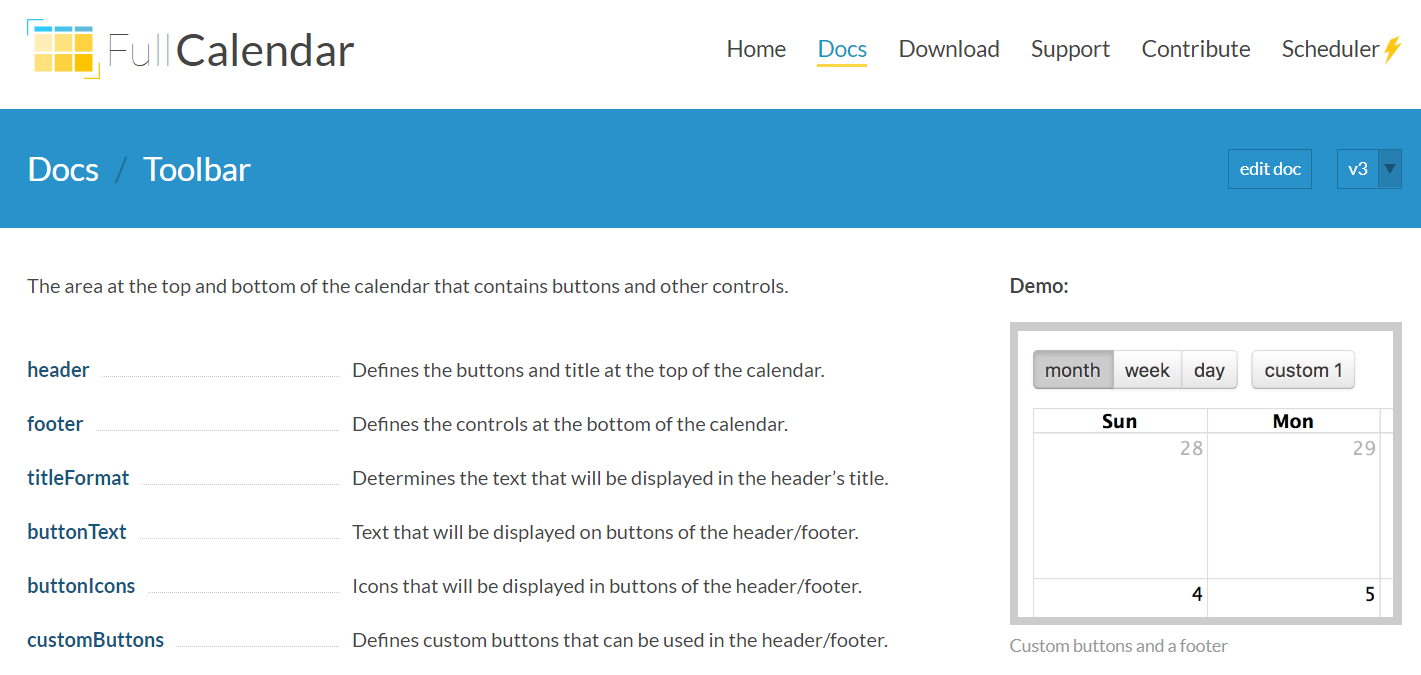 FullCalendar
Home Docs Download Support Contribute Scheduler
Docs / Toolbar
edit doc v3
The area at the top and bottom of the calendar that contains buttons and other controls.
header Defines the buttons and title at the top of the calendar.
footer Defines the controls at the bottom of the calendar.
titleFormat Determines the text that will be displayed in the header’s title.
buttonText Text that will be displayed on buttons of the header/footer.
buttonIcons Icons that will be displayed in buttons of the header/footer.
customButtons Defines custom buttons that can be used in the header/footer.
Demo:
month week day custom 1
Sun Mon
28 29
4 5
Custom buttons and a footer